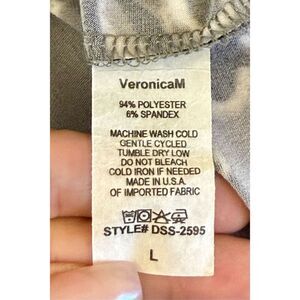 VeronicaM
94% POLYESTER
6% SPANDEX
MACHINE WASH COLD
GENTLE CYCLED
TUMBLE DRY LOW
DO NOT BLEACH
COLD IRON IF NEEDED
MADE IN U.S.A.
OF IMPORTED FABRIC
STYLE# DSS-2595
L